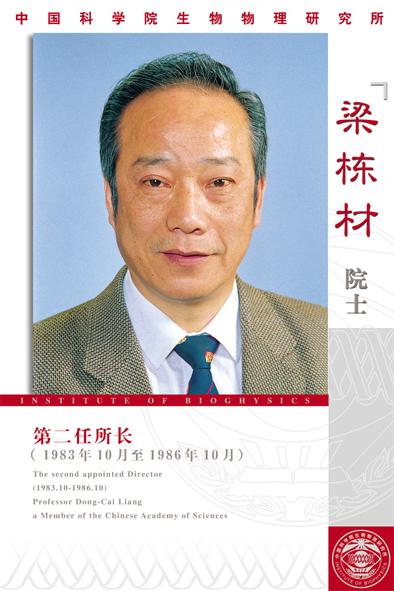 中国科学院生物物理研究所
梁栋材
院士
INSTITUTE OF BIOGHYSICS
第二任所长
（1983年10月至1986年10月）
The second appointed Director
(1983.10-1986.10)
Professor Dong-Cai Liang
a Member of the Chinese Academy of Sciences